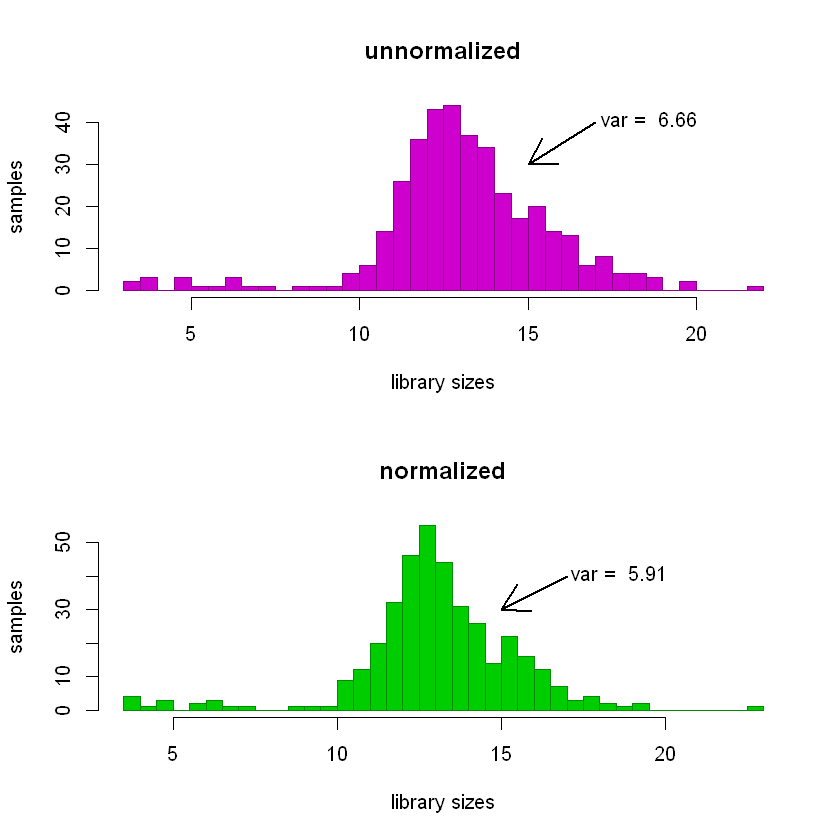 unnormalized
var =  6.66
samples
0
10
20
30
40
5
10
15
20
library sizes
normalized
var =  5.91
samples
0
10
30
50
5
10
15
20
library sizes